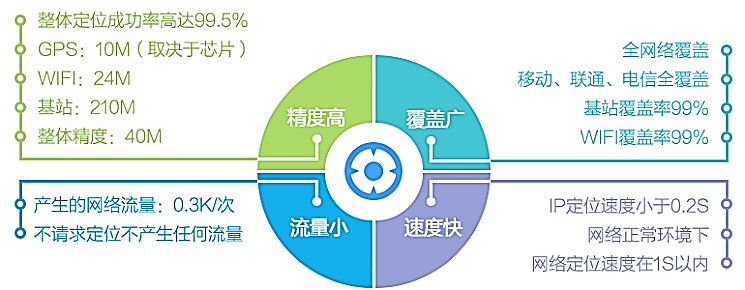 整体定位成功率高达99.5%
GPS：10M（取决于芯片）
WIFI：24M
基站：210M
整体精度：40M
精度高
覆盖广
全网络覆盖
移动、联通、电信全覆盖
基站覆盖率99%
WIFI覆盖率99%
产生的网络流量：0.3K/次
不请求定位不产生任何流量
流量小
速度快
IP定位速度小于0.2S
网络正常环境下
网络定位速度在1S以内